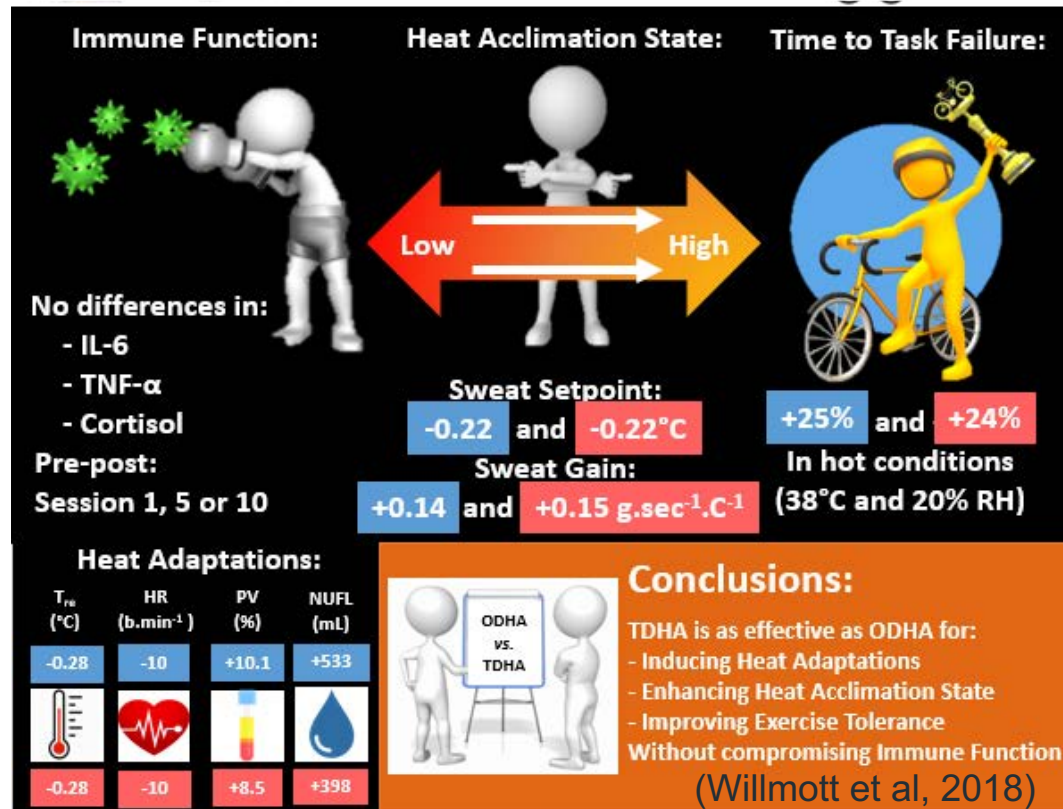 Immune Function:
No differences in:
- IL-6
- TNF-α
- Cortisol
Pre-post:
Session 1, 5 or 10
Heat Acclimation State:
Low
High
Sweat Setpoint:
-0.22 and -0.22°C
Sweat Gain:
+0.14 and +0.15 g.sec⁻¹.C⁻¹
Time to Task Failure:
+25% and +24%
In hot conditions
(38°C and 20% RH)
Heat Adaptations:
Tre HR PV NUFL
(°C) (b.min⁻¹ ) (%) (mL)
-0.28 -10 +10.1 +533
-0.28 -10 +8.5 +398
ODHA
vs.
TDHA
Conclusions:
TDHA is as effective as ODHA for:
- Inducing Heat Adaptations
- Enhancing Heat Acclimation State
- Improving Exercise Tolerance
Without compromising Immune Function
(Willmott et al, 2018)